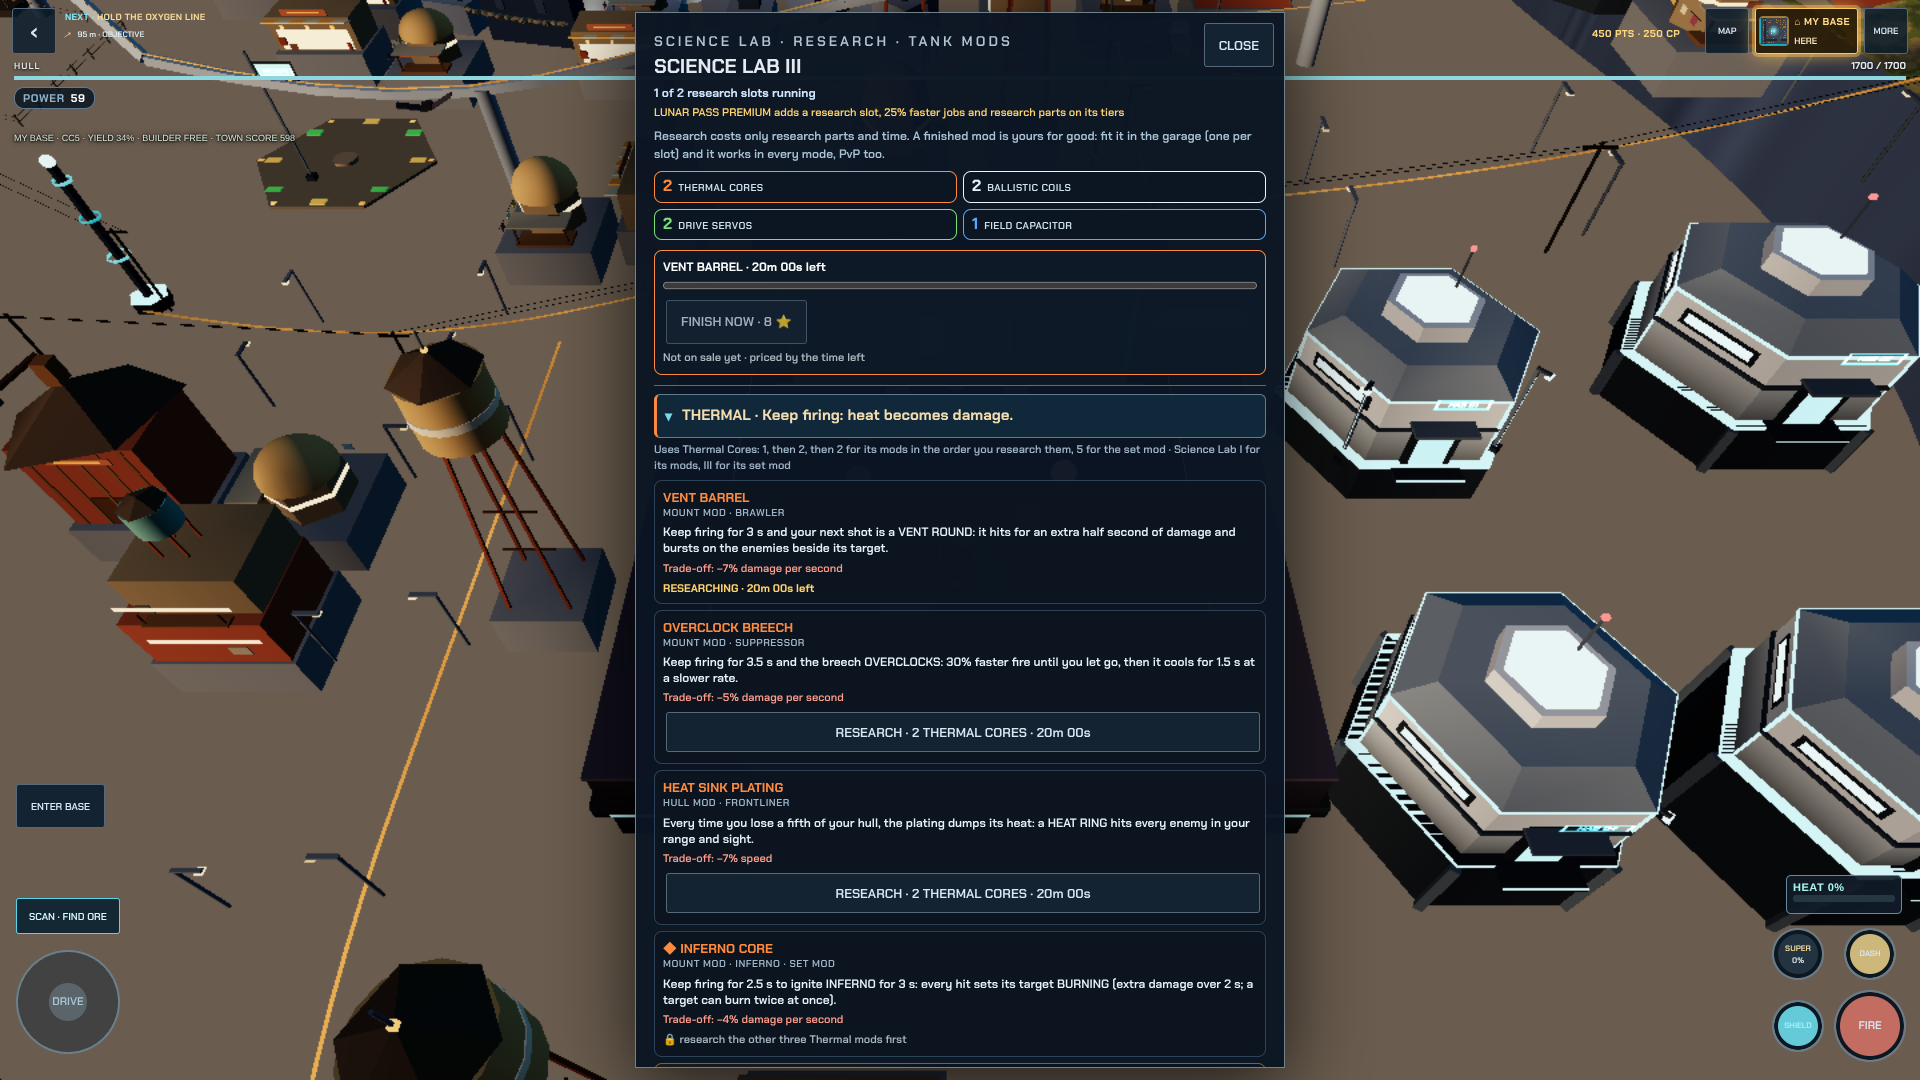 NEXT · HOLD THE OXYGEN LINE
95 m · OBJECTIVE
HULL
POWER 59
MY BASE · CC5 · YIELD 34% · BUILDER FREE · TOWN SCORE 598
450 PTS · 250 CP
MAP
⌂ MY BASE
HERE
MORE
1700 / 1700
SCIENCE LAB · RESEARCH · TANK MODS
SCIENCE LAB III
CLOSE
1 of 2 research slots running
LUNAR PASS PREMIUM adds a research slot, 25% faster jobs and research parts on its tiers
Research costs only research parts and time. A finished mod is yours for good: fit it in the garage (one per
slot) and it works in every mode, PvP too.
2 THERMAL CORES
2 BALLISTIC COILS
2 DRIVE SERVOS
1 FIELD CAPACITOR
VENT BARREL · 20m 00s left
FINISH NOW · 8 ⭐
Not on sale yet · priced by the time left
▼ THERMAL · Keep firing: heat becomes damage.
Uses Thermal Cores: 1, then 2, then 2 for its mods in the order you research them, 5 for the set mod · Science Lab I for
its mods, III for its set mod
VENT BARREL
MOUNT MOD · BRAWLER
Keep firing for 3 s and your next shot is a VENT ROUND: it hits for an extra half second of damage and
bursts on the enemies beside its target.
Trade-off: −7% damage per second
RESEARCHING · 20m 00s left
OVERCLOCK BREECH
MOUNT MOD · SUPPRESSOR
Keep firing for 3.5 s and the breech OVERCLOCKS: 30% faster fire until you let go, then it cools for 1.5 s at
a slower rate.
Trade-off: −5% damage per second
RESEARCH · 2 THERMAL CORES · 20m 00s
HEAT SINK PLATING
HULL MOD · FRONTLINER
Every time you lose a fifth of your hull, the plating dumps its heat: a HEAT RING hits every enemy in your
range and sight.
Trade-off: −7% speed
RESEARCH · 2 THERMAL CORES · 20m 00s
◆ INFERNO CORE
MOUNT MOD · INFERNO · SET MOD
Keep firing for 2.5 s to ignite INFERNO for 3 s: every hit sets its target BURNING (extra damage over 2 s; a
target can burn twice at once).
Trade-off: −4% damage per second
🔒 research the other three Thermal mods first
ENTER BASE
SCAN · FIND ORE
DRIVE
HEAT 0%
SUPER
0%
DASH
SHIELD
FIRE